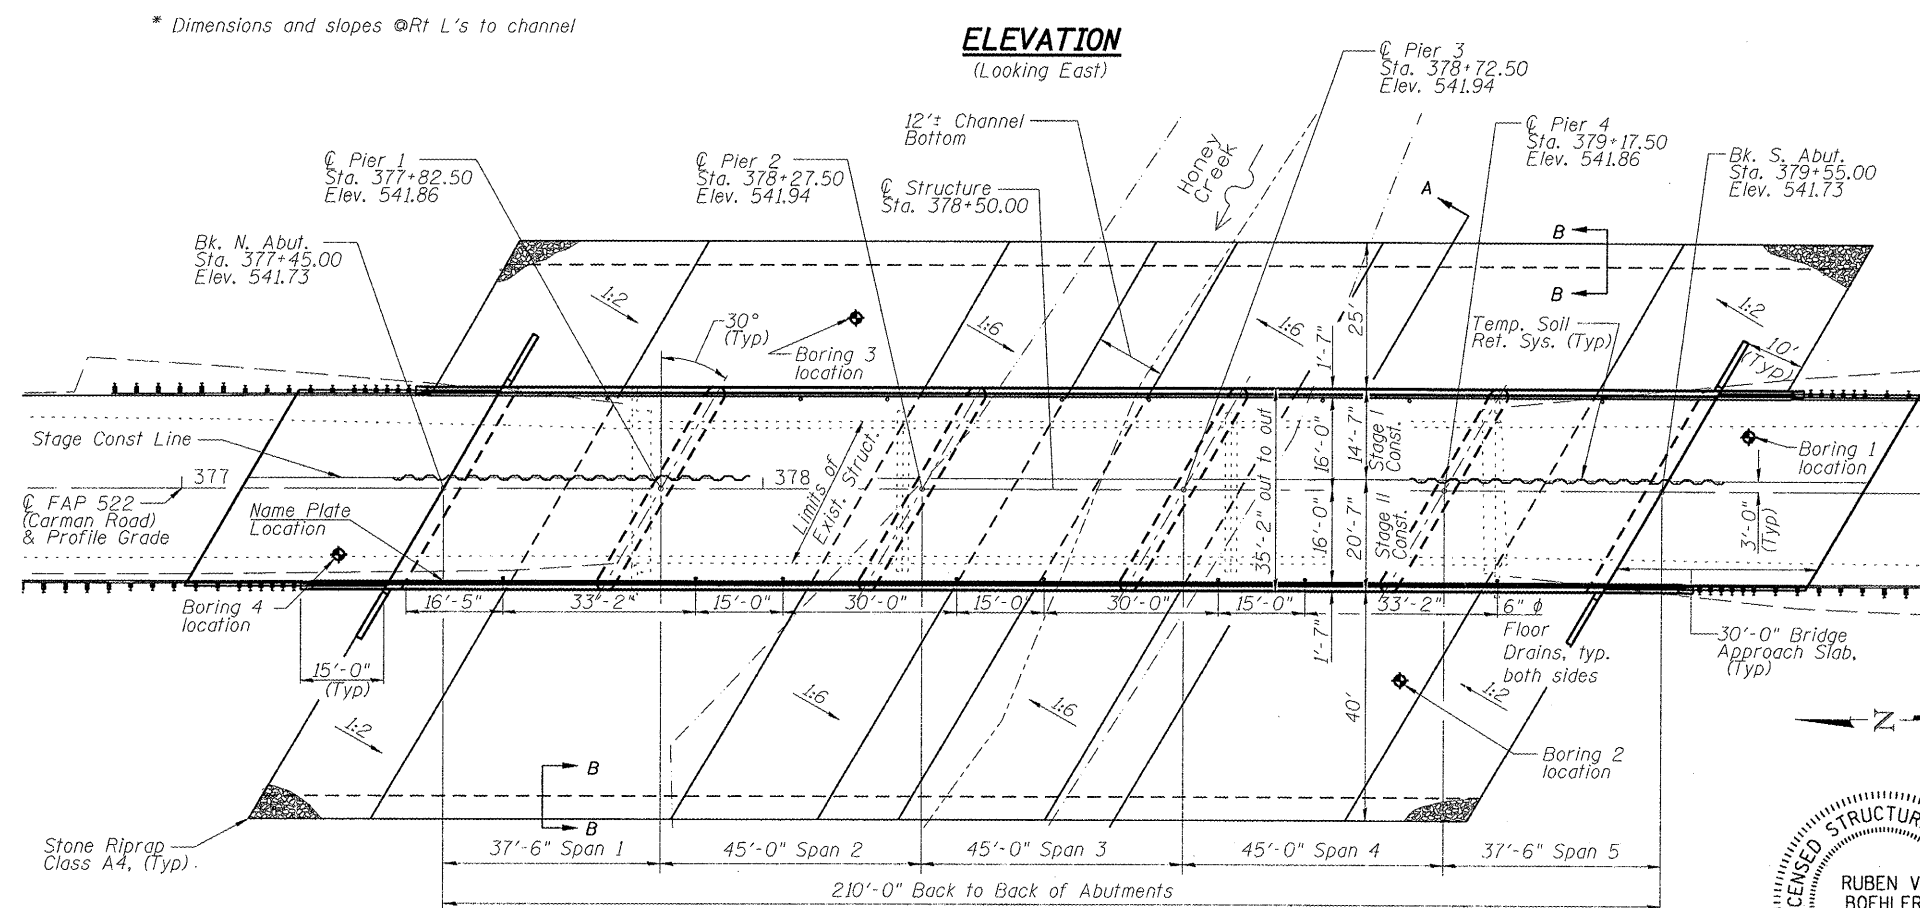 * Dimensions and slopes @Rt L's to channel
ELEVATION
(Looking East)
℄ Pier 3
Sta. 378+72.50
Elev. 541.94
12'± Channel
Bottom
Honey
Creek
℄ Pier 4
Sta. 379+17.50
Elev. 541.86
℄ Pier 1
Sta. 377+82.50
Elev. 541.86
℄ Pier 2
Sta. 378+27.50
Elev. 541.94
℄ Structure
Sta. 378+50.00
Bk. S. Abut.
Sta. 379+55.00
Elev. 541.73
A
B
B
Bk. N. Abut.
Sta. 377+45.00
Elev. 541.73
1:2
30°
(Typ)
Boring 3
location
1:6
1:6
25'
1'-7"
Temp. Soil
Ret. Sys. (Typ)
1:2
10'
(Typ)
Stage Const Line
377
378
℄ FAP 522
(Carman Road)
& Profile Grade
Name Plate
Location
Limits of
Exist. Struct.
35'-2" out to out
16'-0"
16'-0"
14'-7"
Stage I
Const.
20'-7"
Stage II
Const.
Boring 1
location
3'-0"
(Typ)
Boring 4
location
16'-5"
33'-2"
15'-0"
30'-0"
15'-0"
30'-0"
15'-0"
33'-2"
6" ϕ
Floor
Drains, typ.
both sides
1'-7"
30'-0" Bridge
Approach Slab,
(Typ)
15'-0"
(Typ)
1:2
1:6
1:6
40'
1:2
N
Boring 2
location
B
B
Stone Riprap
Class A4, (Typ).
37'-6" Span 1
45'-0" Span 2
45'-0" Span 3
45'-0" Span 4
37'-6" Span 5
210'-0" Back to Back of Abutments
CENSED STRUCTUR
RUBEN V
BOEHLER